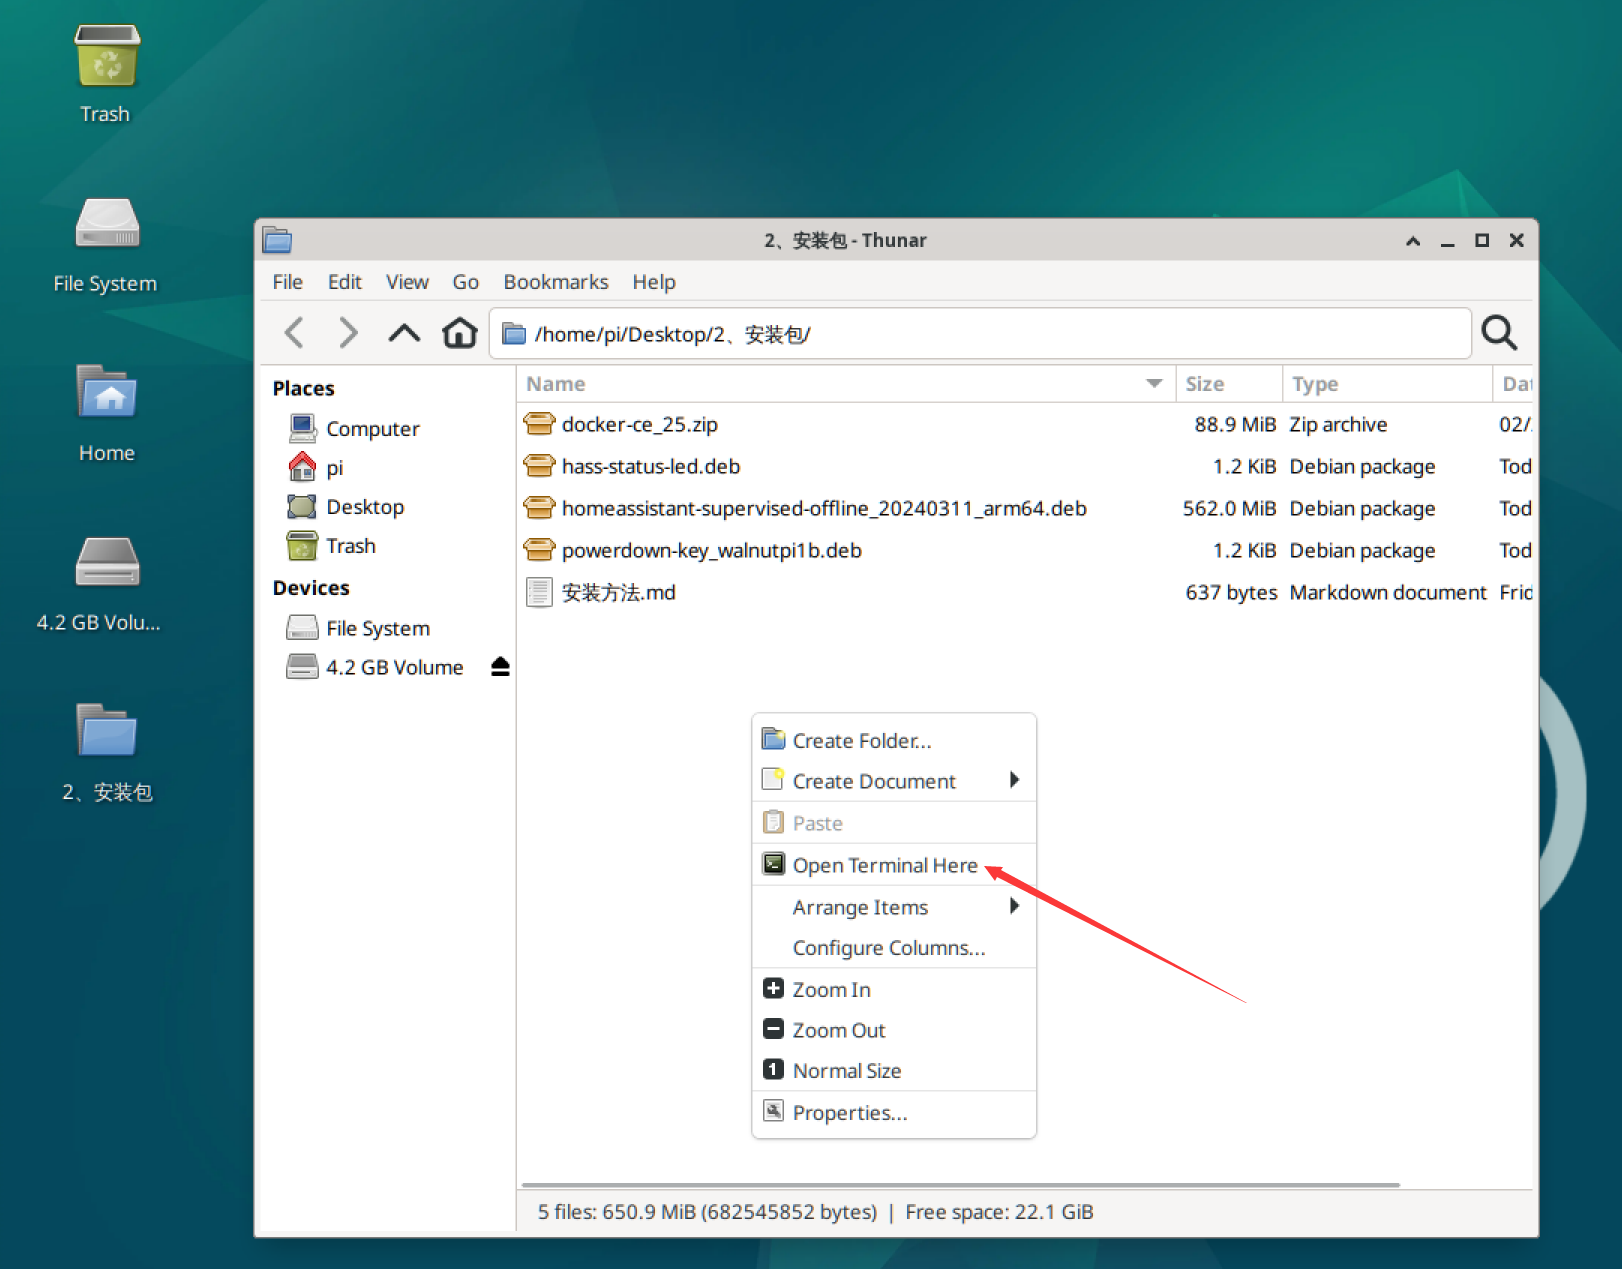 Trash
File System
Home
4.2 GB Volu...
2、安装包
2、安装包 - Thunar
File Edit View Go Bookmarks Help
/home/pi/Desktop/2、安装包/
Places
Computer
pi
Desktop
Trash
Devices
File System
4.2 GB Volume
Name Size Type
docker-ce_25.zip 88.9 MiB Zip archive 02/
hass-status-led.deb 1.2 KiB Debian package Tod
homeassistant-supervised-offline_20240311_arm64.deb 562.0 MiB Debian package Tod
powerdown-key_walnutpi1b.deb 1.2 KiB Debian package Tod
安装方法.md 637 bytes Markdown document Frid
Create Folder...
Create Document
Paste
Open Terminal Here
Arrange Items
Configure Columns...
Zoom In
Zoom Out
1 Normal Size
Properties...
5 files: 650.9 MiB (682545852 bytes) | Free space: 22.1 GiB